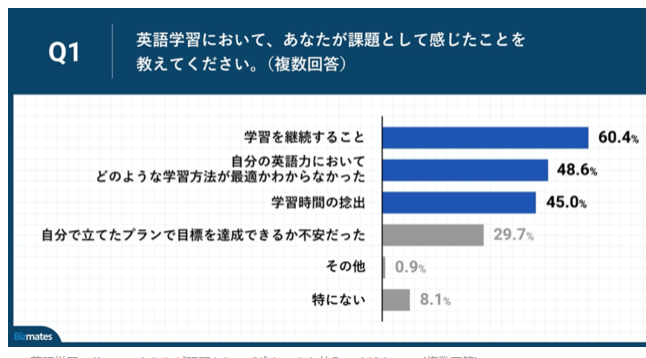 Q1
英語学習において、あなたが課題として感じたことを
教えてください。（複数回答）
学習を継続すること
60.4%
自分の英語力において
どのような学習方法が最適かわからなかった
48.6%
学習時間の捻出
45.0%
自分で立てたプランで目標を達成できるか不安だった
29.7%
その他
0.9%
特にない
8.1%
Bizmates